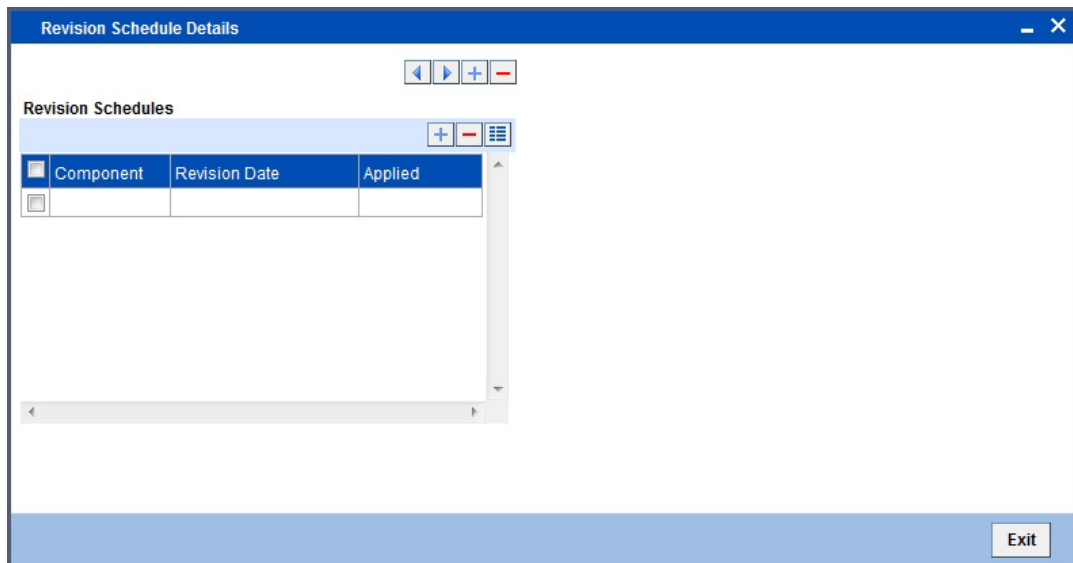 Revision Schedule Details
Revision Schedules
Component Revision Date Applied
Exit